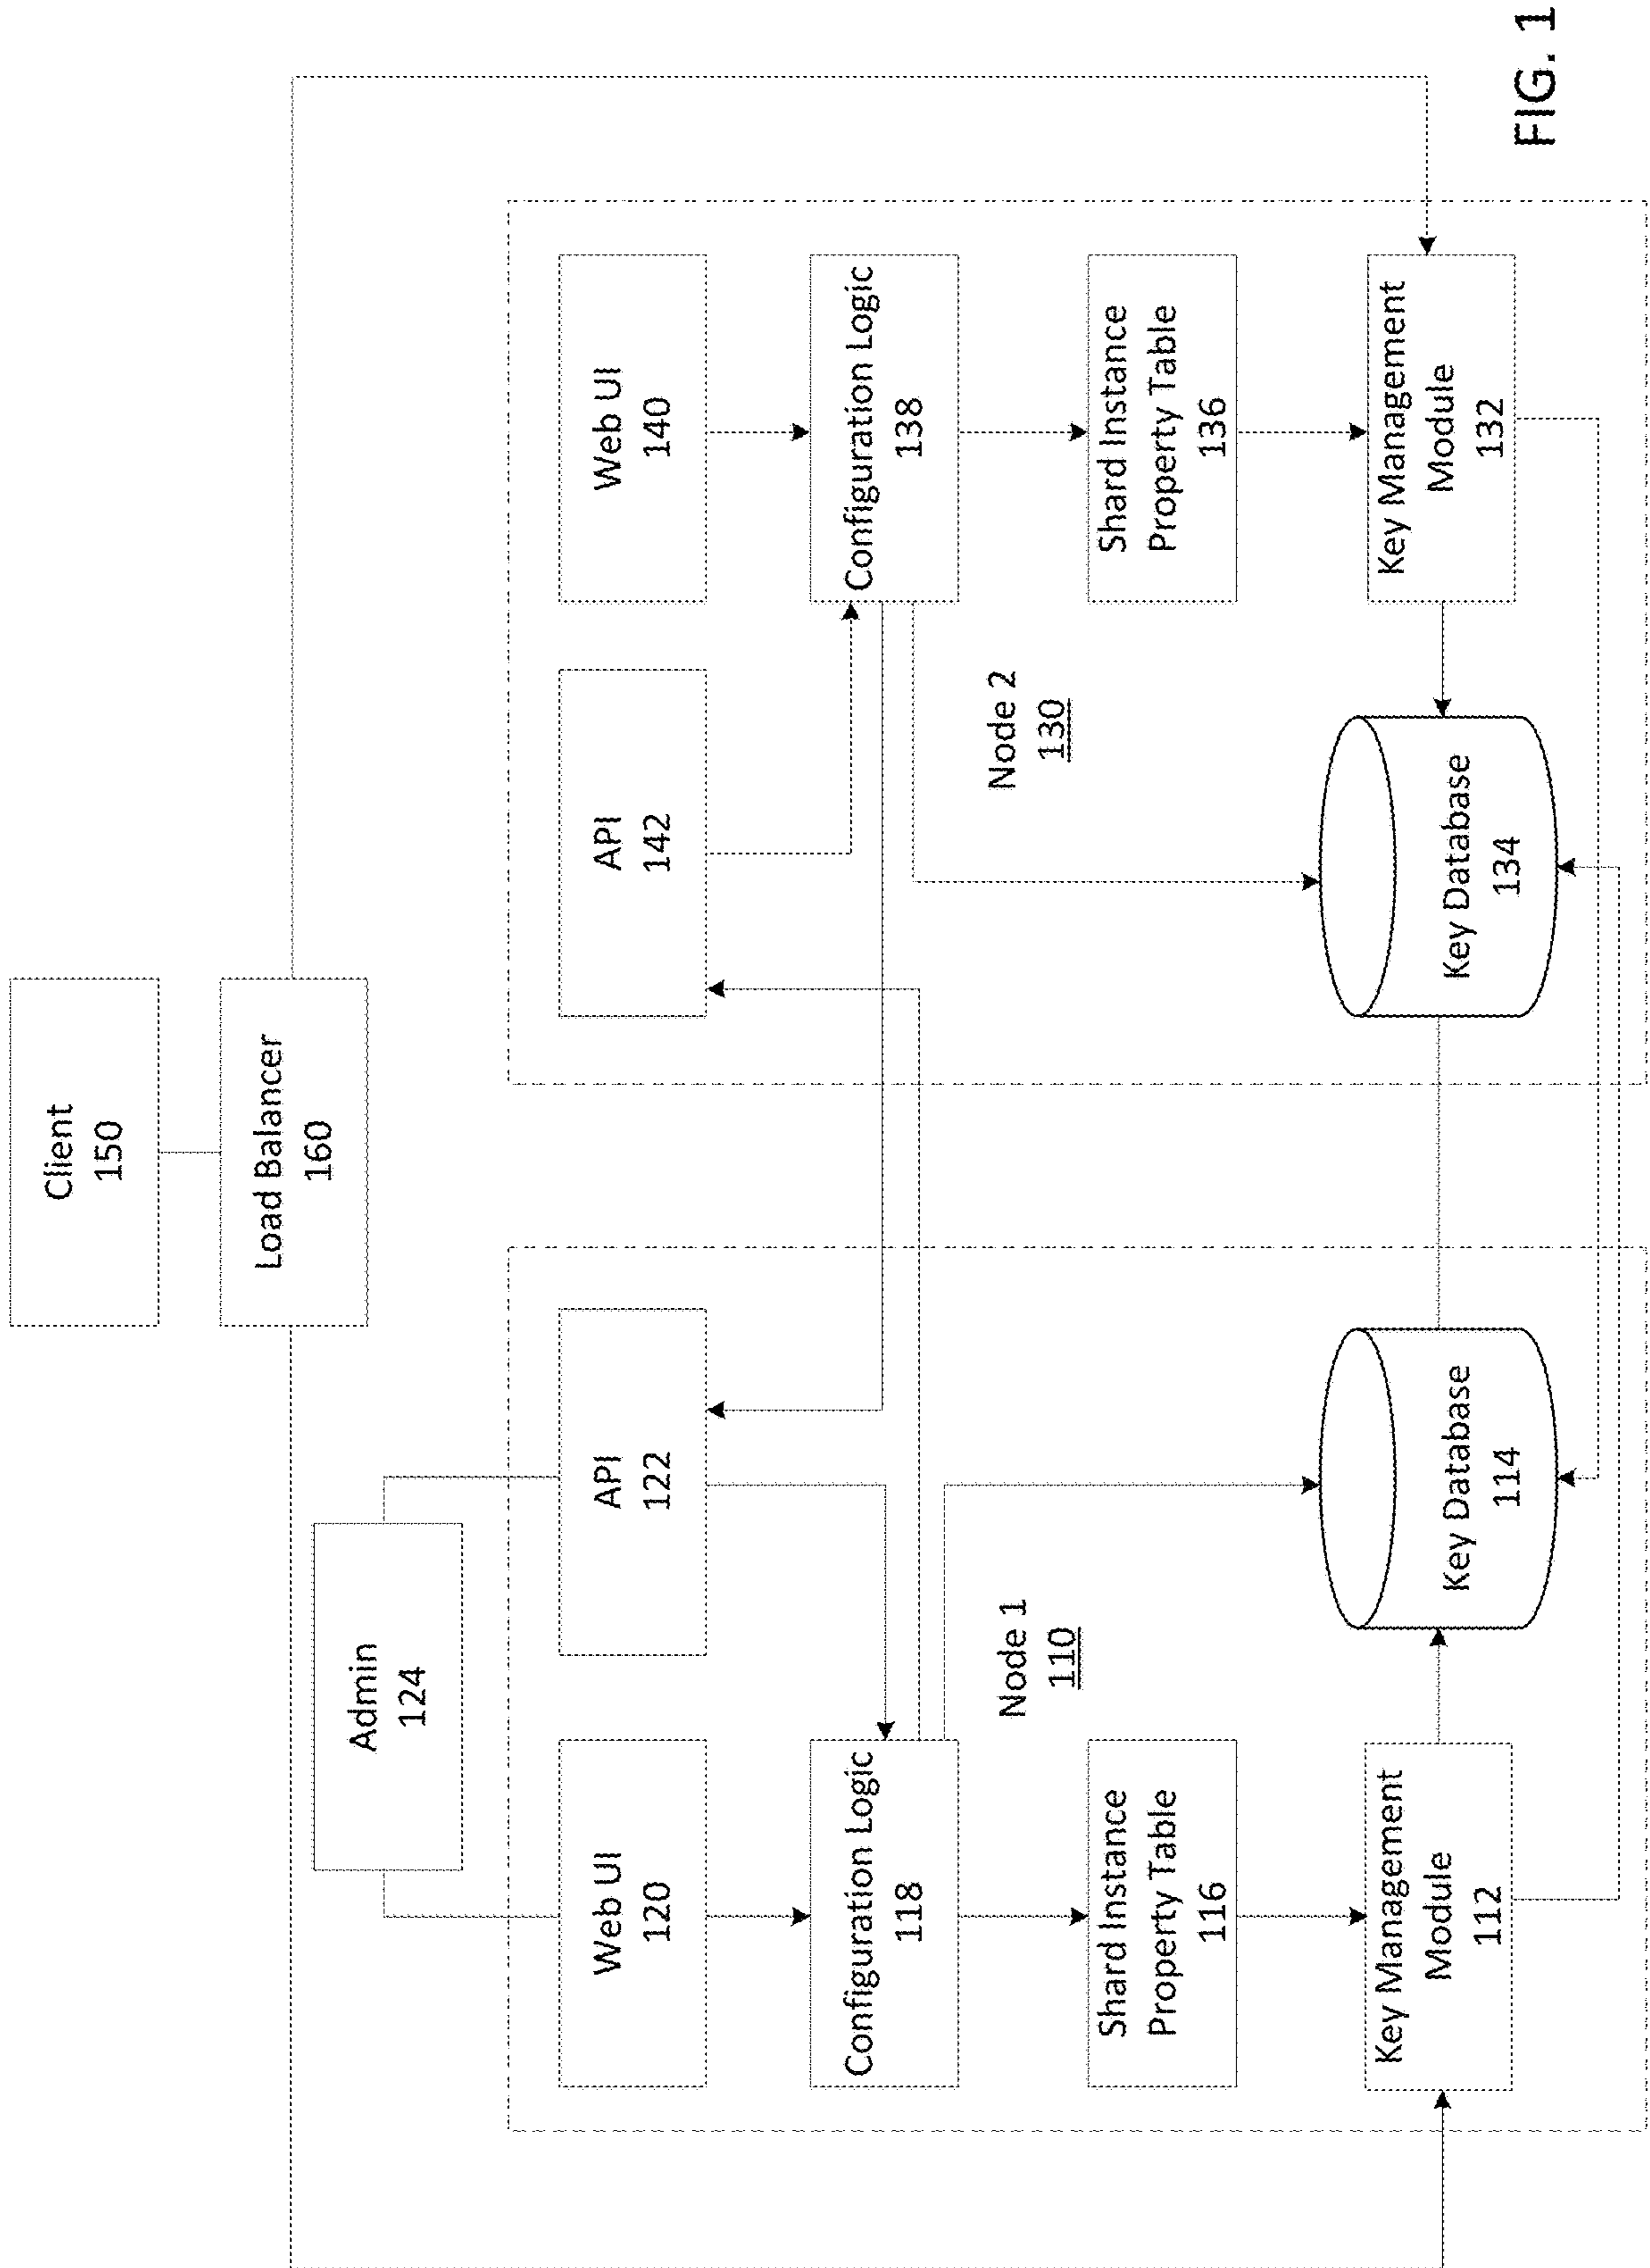 Client
150
Load Balancer
160
Admin
124
Web UI
120
API
122
API
142
Web UI
140
Configuration Logic
118
Configuration Logic
138
Node 1
110
Node 2
130
Shard Instance
Property Table
116
Shard Instance
Property Table
136
Key Management
Module
112
Key Database
114
Key Database
134
Key Management
Module
132
FIG. 1